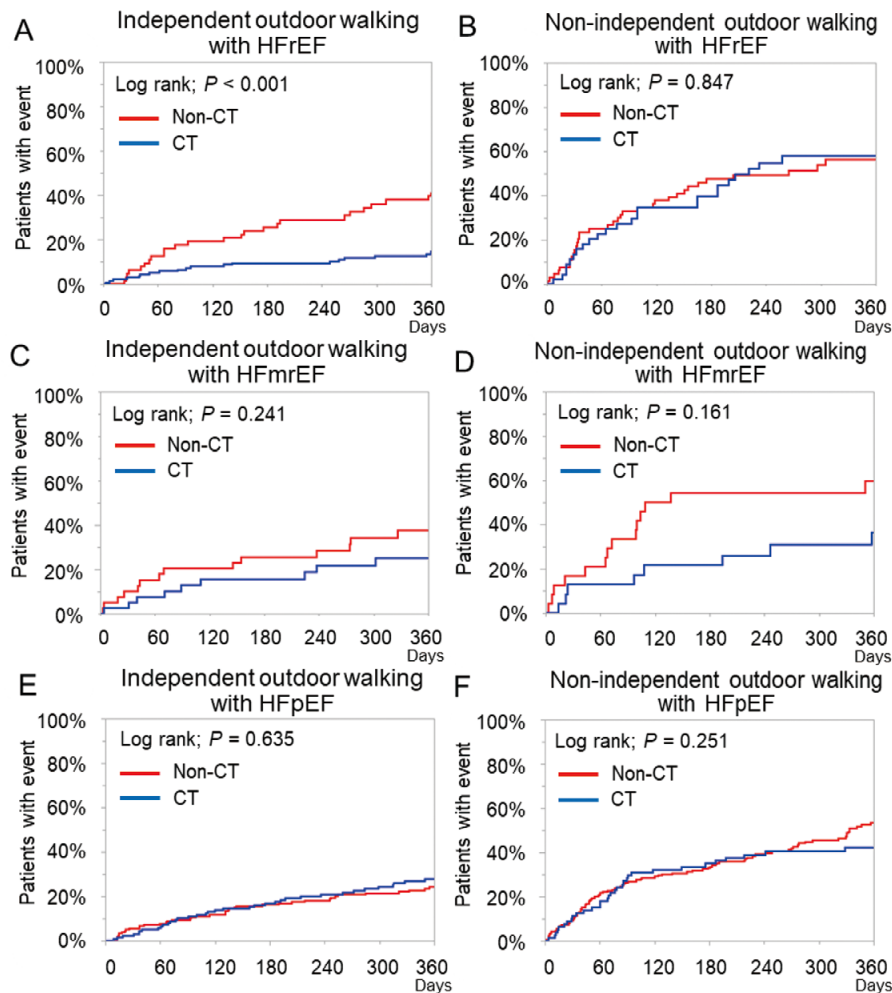 A
Independent outdoor walking
with HFrEF
Log rank; P < 0.001
Non-CT
CT
Patients with event
100%
80%
60%
40%
20%
0%
0 60 120 180 240 300 360
Days
B
Non-independent outdoor walking
with HFrEF
Log rank; P = 0.847
Non-CT
CT
Patients with event
100%
80%
60%
40%
20%
0%
0 60 120 180 240 300 360
Days
C
Independent outdoor walking
with HFmrEF
Log rank; P = 0.241
Non-CT
CT
Patients with event
100%
80%
60%
40%
20%
0%
0 60 120 180 240 300 360
Days
D
Non-independent outdoor walking
with HFmrEF
Log rank; P = 0.161
Non-CT
CT
Patients with event
100%
80%
60%
40%
20%
0%
0 60 120 180 240 300 360
Days
E
Independent outdoor walking
with HFpEF
Log rank; P = 0.635
Non-CT
CT
Patients with event
100%
80%
60%
40%
20%
0%
0 60 120 180 240 300 360
Days
F
Non-independent outdoor walking
with HFpEF
Log rank; P = 0.251
Non-CT
CT
Patients with event
100%
80%
60%
40%
20%
0%
0 60 120 180 240 300 360
Days